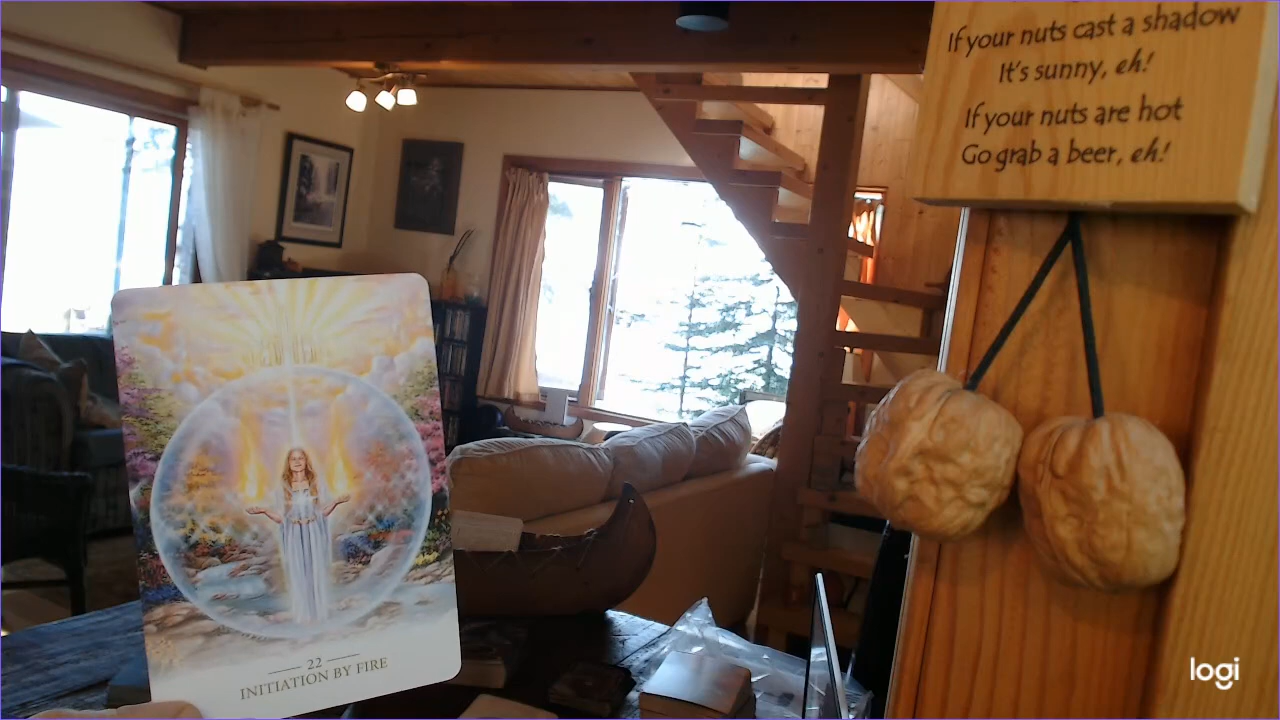 If your nuts cast a shadow
It's sunny, eh!
If your nuts are hot
Go grab a beer, eh!
22
INITIATION BY FIRE
logi